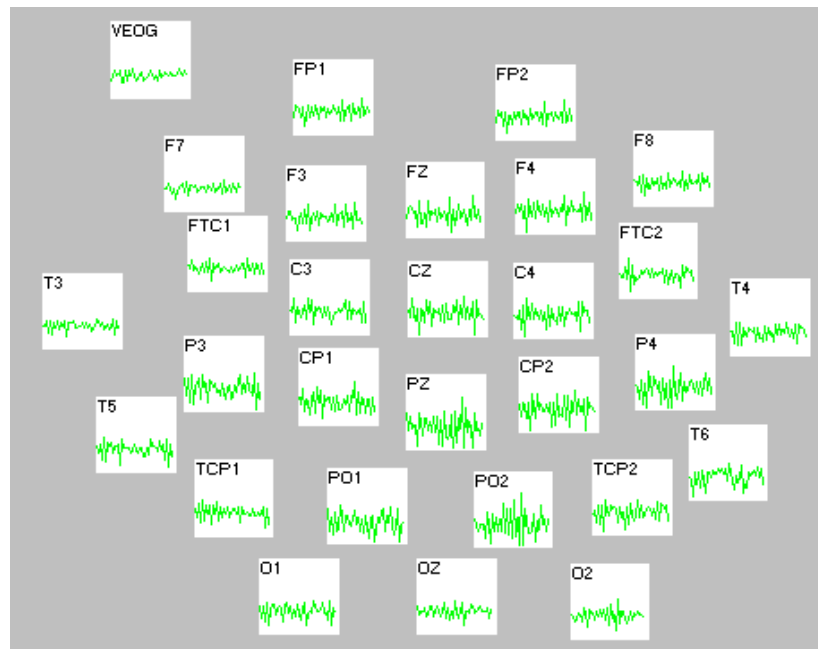 VEOG
FP1
FP2
F7
F3
FZ
F4
F8
FTC1
C3
CZ
C4
FTC2
T3
T4
P3
CP1
PZ
CP2
P4
T5
T6
TCP1
PO1
PO2
TCP2
O1
OZ
O2